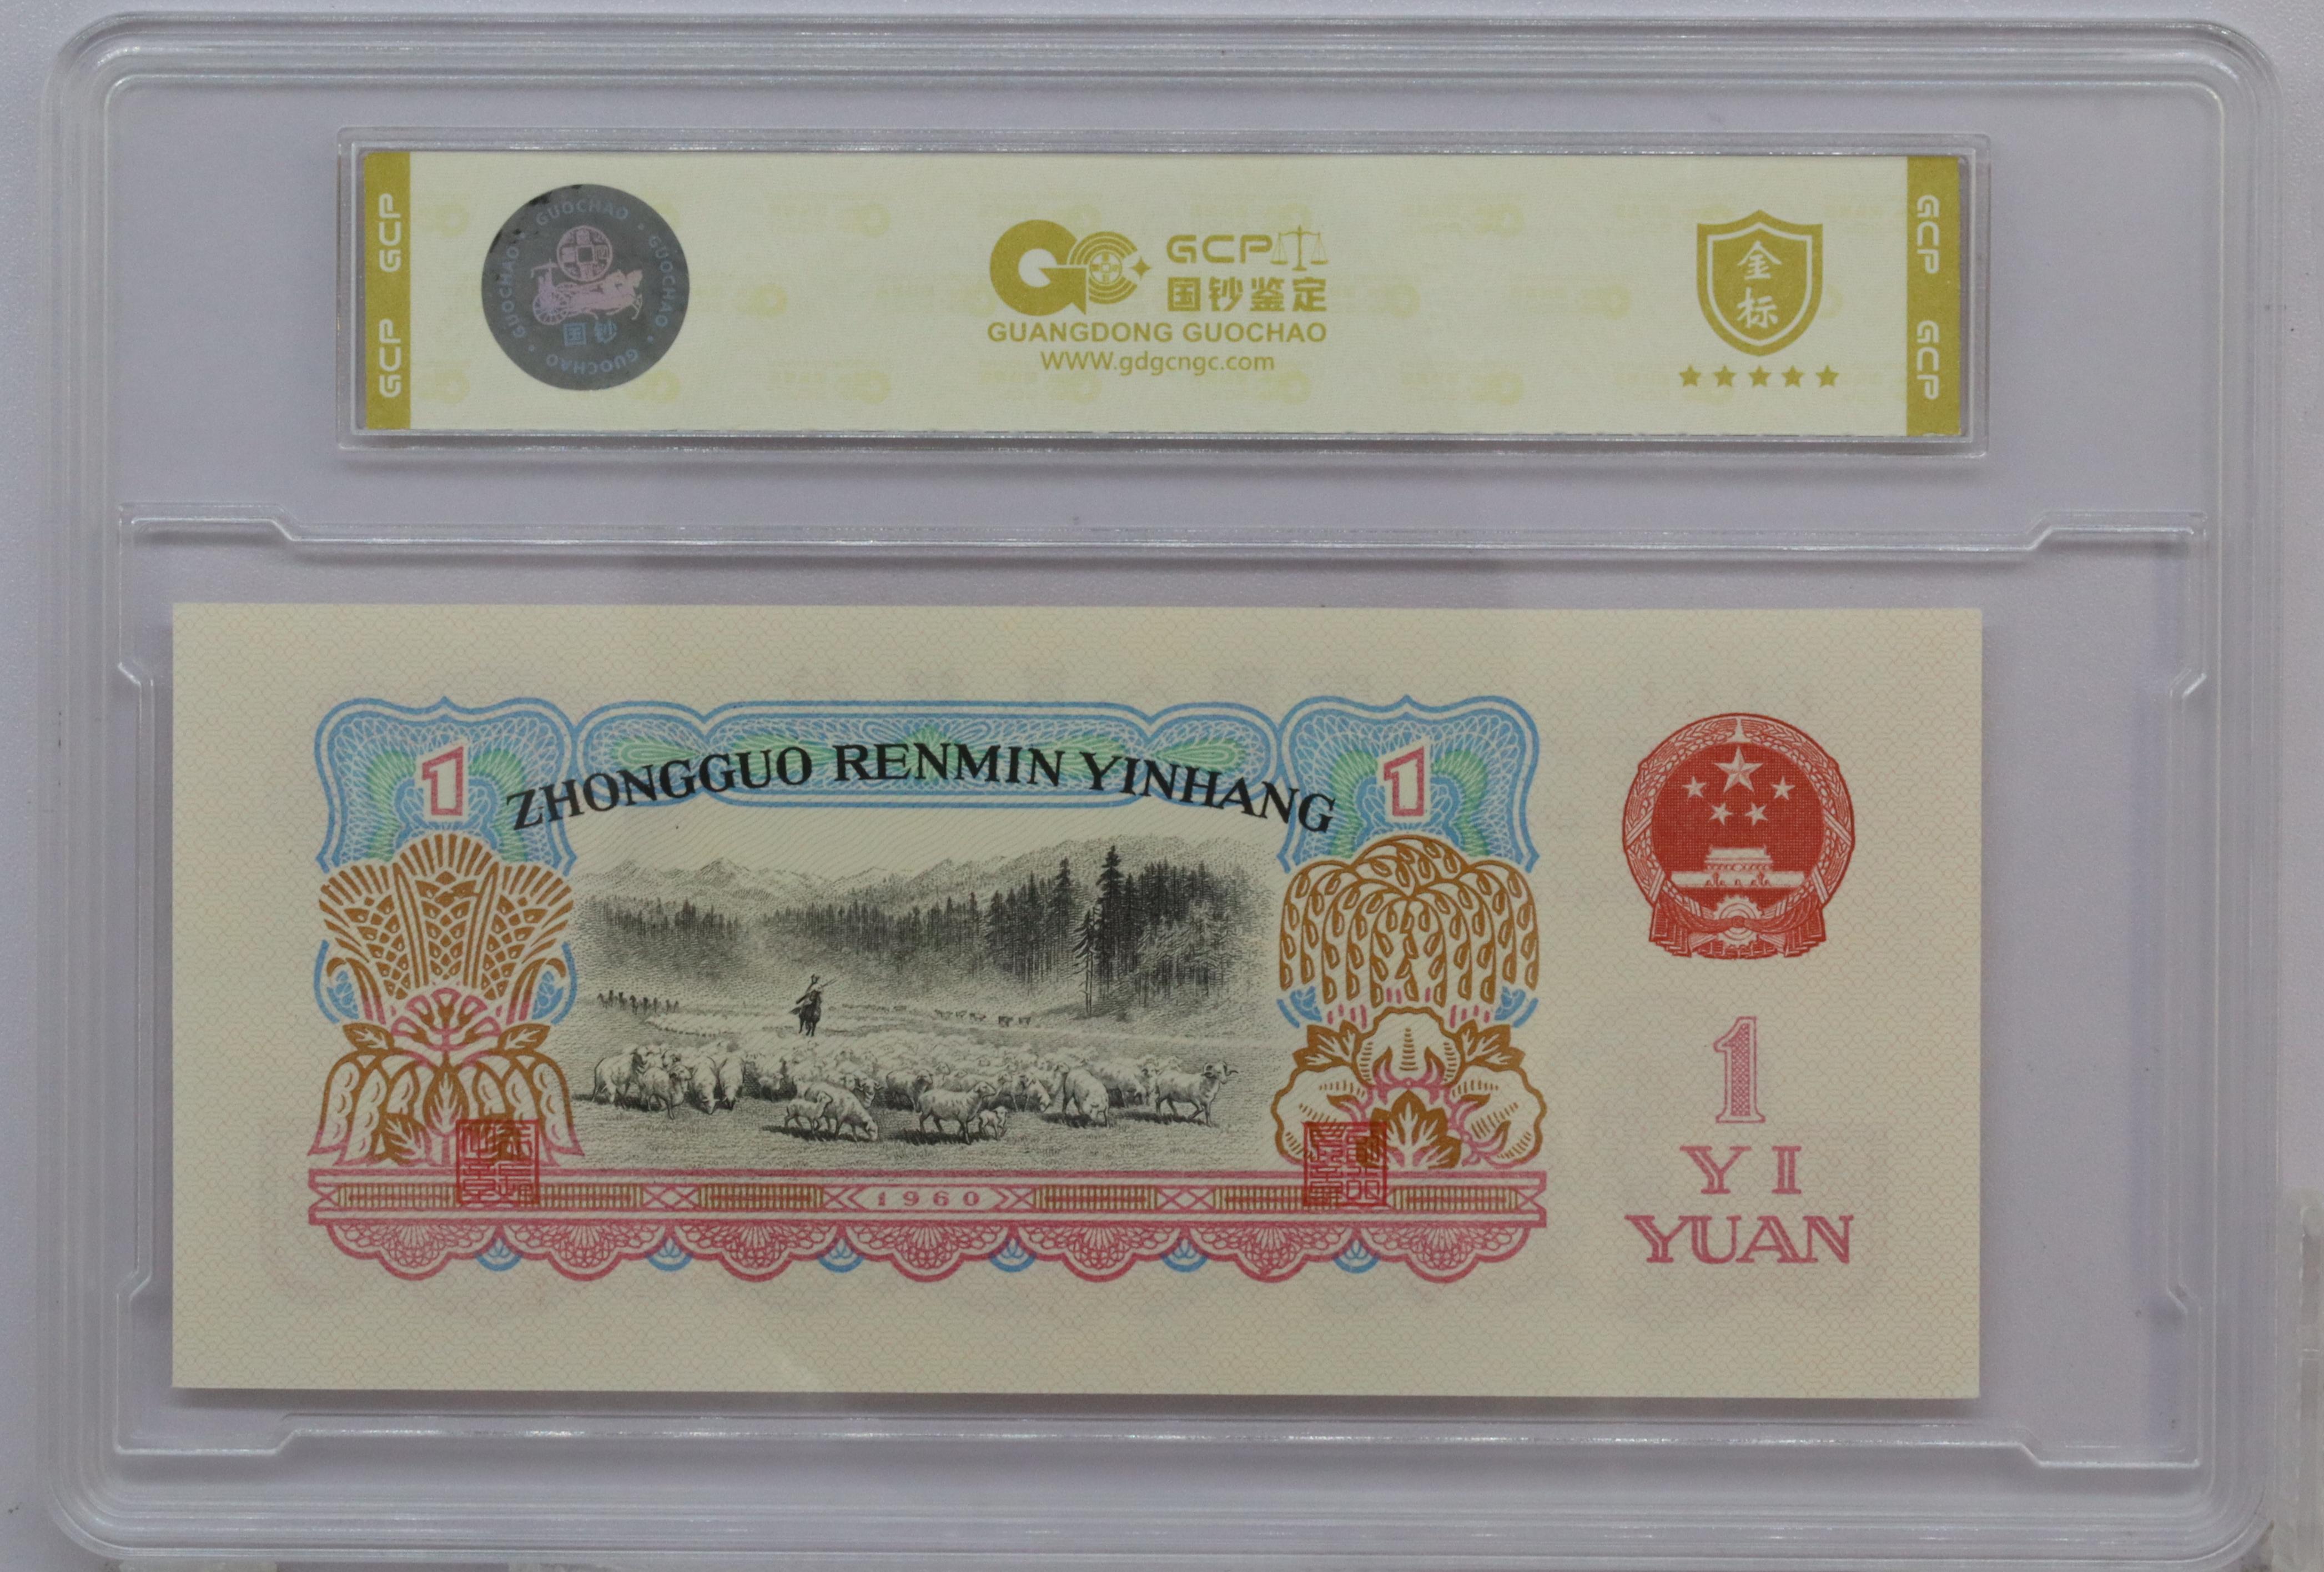 GCP GCP
GUOCHAO GUOCHAO GUOCHAO GUOCHAO
国钞
GCP
国钞鉴定
GUANGDONG GUOCHAO
WWW.gdgcngc.com
金
标
GCP GCP
1
ZHONGGUO RENMIN YINHANG
1
1960
1
YI
YUAN